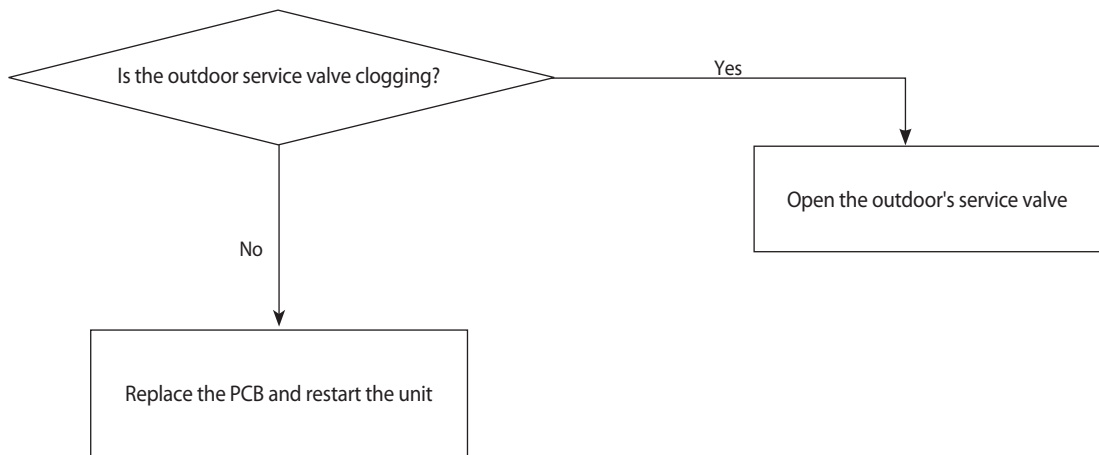 Is the outdoor service valve clogging?
Yes
Open the outdoor's service valve
No
Replace the PCB and restart the unit